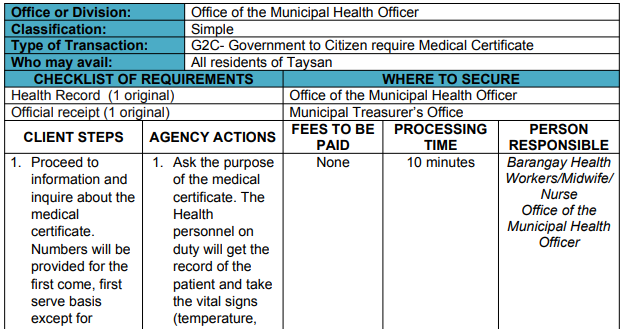 Office or Division: Office of the Municipal Health Officer
Classification: Simple
Type of Transaction: G2C- Government to Citizen require Medical Certificate
Who may avail: All residents of Taysan
CHECKLIST OF REQUIREMENTS WHERE TO SECURE
Health Record (1 original) Office of the Municipal Health Officer
Official receipt (1 original) Municipal Treasurer's Office
CLIENT STEPS AGENCY ACTIONS FEES TO BE PAID PROCESSING TIME PERSON RESPONSIBLE
1. Proceed to
information and
inquire about the
medical
certificate.
Numbers will be
provided for the
first come, first
serve basis
except for
1. Ask the purpose
of the medical
certificate. The
Health
personnel on
duty will get the
record of the
patient and take
the vital signs
(temperature,
None
10 minutes
Barangay Health
Workers/Midwife/
Nurse
Office of the
Municipal Health
Officer